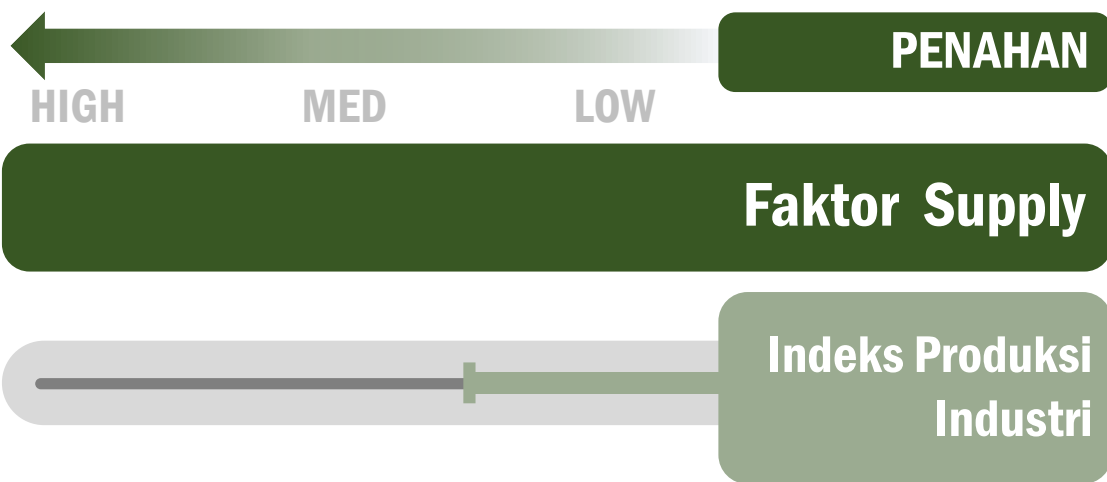 PENAHAN
HIGH MED LOW
Faktor Supply
Indeks Produksi
Industri